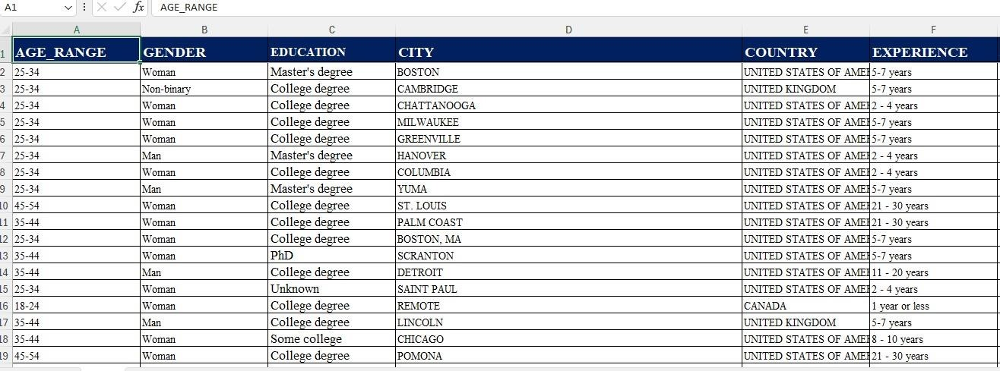 A1 fx AGE_RANGE
A B C D E F
1 AGE_RANGE GENDER EDUCATION CITY COUNTRY EXPERIENCE
2 25-34 Woman Master's degree BOSTON UNITED STATES OF AME 5-7 years
3 25-34 Non-binary College degree CAMBRIDGE UNITED KINGDOM 5-7 years
4 25-34 Woman College degree CHATTANOOGA UNITED STATES OF AME 2 - 4 years
5 25-34 Woman College degree MILWAUKEE UNITED STATES OF AME 5-7 years
6 25-34 Woman College degree GREENVILLE UNITED STATES OF AME 5-7 years
7 25-34 Man Master's degree HANOVER UNITED STATES OF AME 2 - 4 years
8 25-34 Woman College degree COLUMBIA UNITED STATES OF AME 2 - 4 years
9 25-34 Man Master's degree YUMA UNITED STATES OF AME 5-7 years
10 45-54 Woman College degree ST. LOUIS UNITED STATES OF AME 21 - 30 years
11 35-44 Woman College degree PALM COAST UNITED STATES OF AME 21 - 30 years
12 25-34 Woman College degree BOSTON, MA UNITED STATES OF AME 5-7 years
13 35-44 Woman PhD SCRANTON UNITED STATES OF AME 5-7 years
14 35-44 Man College degree DETROIT UNITED STATES OF AME 11 - 20 years
15 25-34 Woman Unknown SAINT PAUL UNITED STATES OF AME 2 - 4 years
16 18-24 Woman College degree REMOTE CANADA 1 year or less
17 35-44 Man College degree LINCOLN UNITED KINGDOM 5-7 years
18 35-44 Woman Some college CHICAGO UNITED STATES OF AME 8 - 10 years
19 45-54 Woman College degree POMONA UNITED STATES OF AME 21 - 30 years